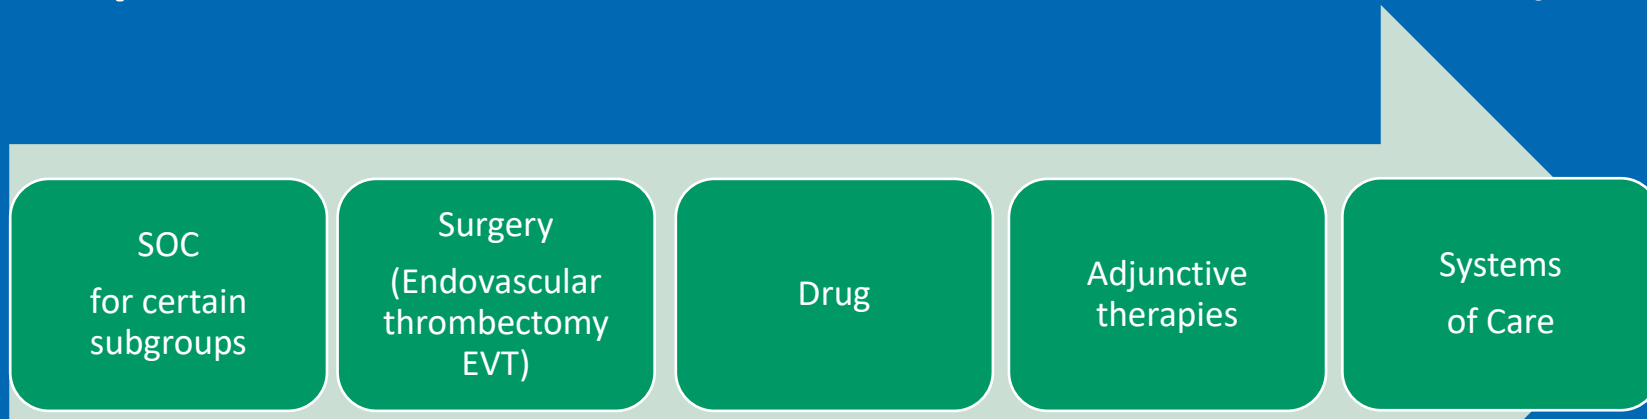 SOC
for certain
subgroups
Surgery
(Endovascular
thrombectomy
EVT)
Drug
Adjunctive
therapies
Systems
of Care